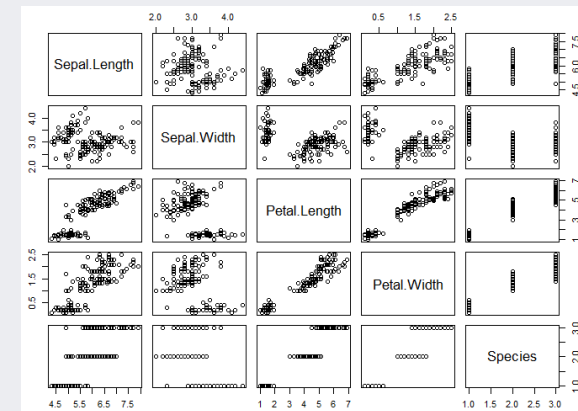 2.0 3.0 4.0
0.5 1.5 2.5
Sepal.Length
4.5 6.0 7.5
2.0 3.0 4.0
Sepal.Width
Petal.Length
1 3 5 7
0.5 1.5 2.5
Petal.Width
Species
1.0 2.0 3.0
4.5 5.5 6.5 7.5
1 2 3 4 5 6 7
1.0 1.5 2.0 2.5 3.0